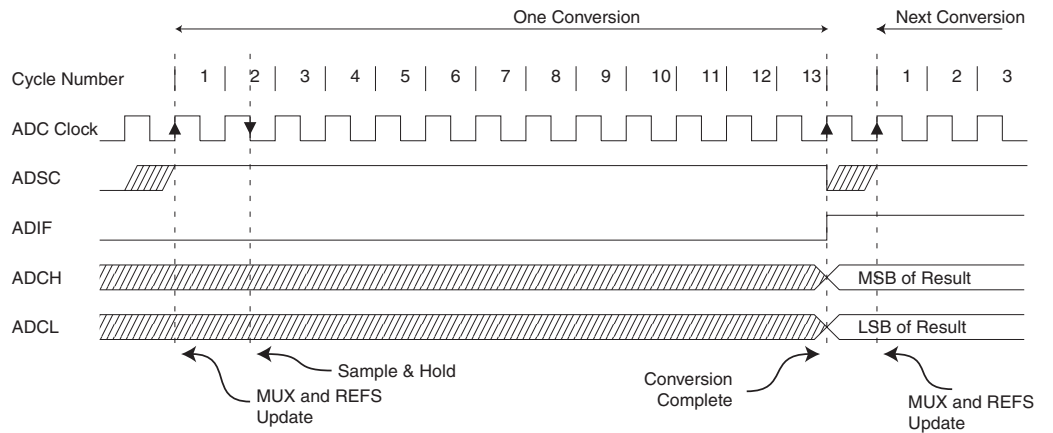 One Conversion
Next Conversion
Cycle Number 1 2 3 4 5 6 7 8 9 10 11 12 13 1 2 3
ADC Clock
ADSC
ADIF
ADCH MSB of Result
ADCL LSB of Result
Sample & Hold
MUX and REFS
Update
Conversion
Complete
MUX and REFS
Update